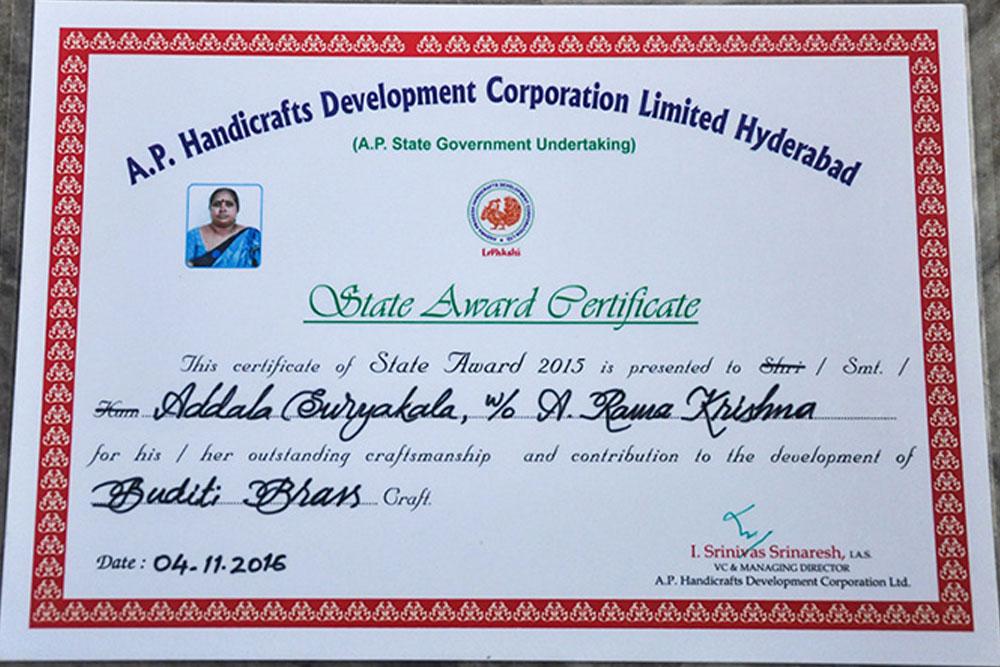 A.P. Handicrafts Development Corporation Limited Hyderabad
(A.P. State Government Undertaking)
Lepakshi
State Award Certificate
This certificate of State Award 2015 is presented to Shri / Smt. /
Kum Addala Suryakala, w/o A. Rama Krishna
for his / her outstanding craftsmanship and contribution to the development of
Buditi Brass Craft.
Date : 04.11.2016
I. Srinivas Srinaresh, I.A.S.
VC & MANAGING DIRECTOR
A.P. Handicrafts Development Corporation Ltd.